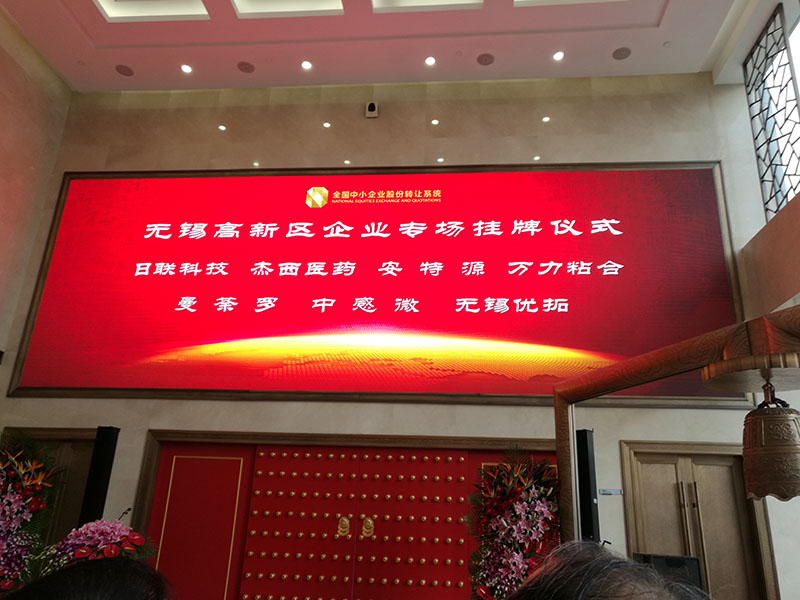 全国中小企业股份转让系统
NATIONAL EQUITIES EXCHANGE AND QUOTATIONS
无锡高新区企业专场挂牌仪式
日联科技 杰西医药 安特源 万力粘合
曼荼罗 中感微 无锡优拓